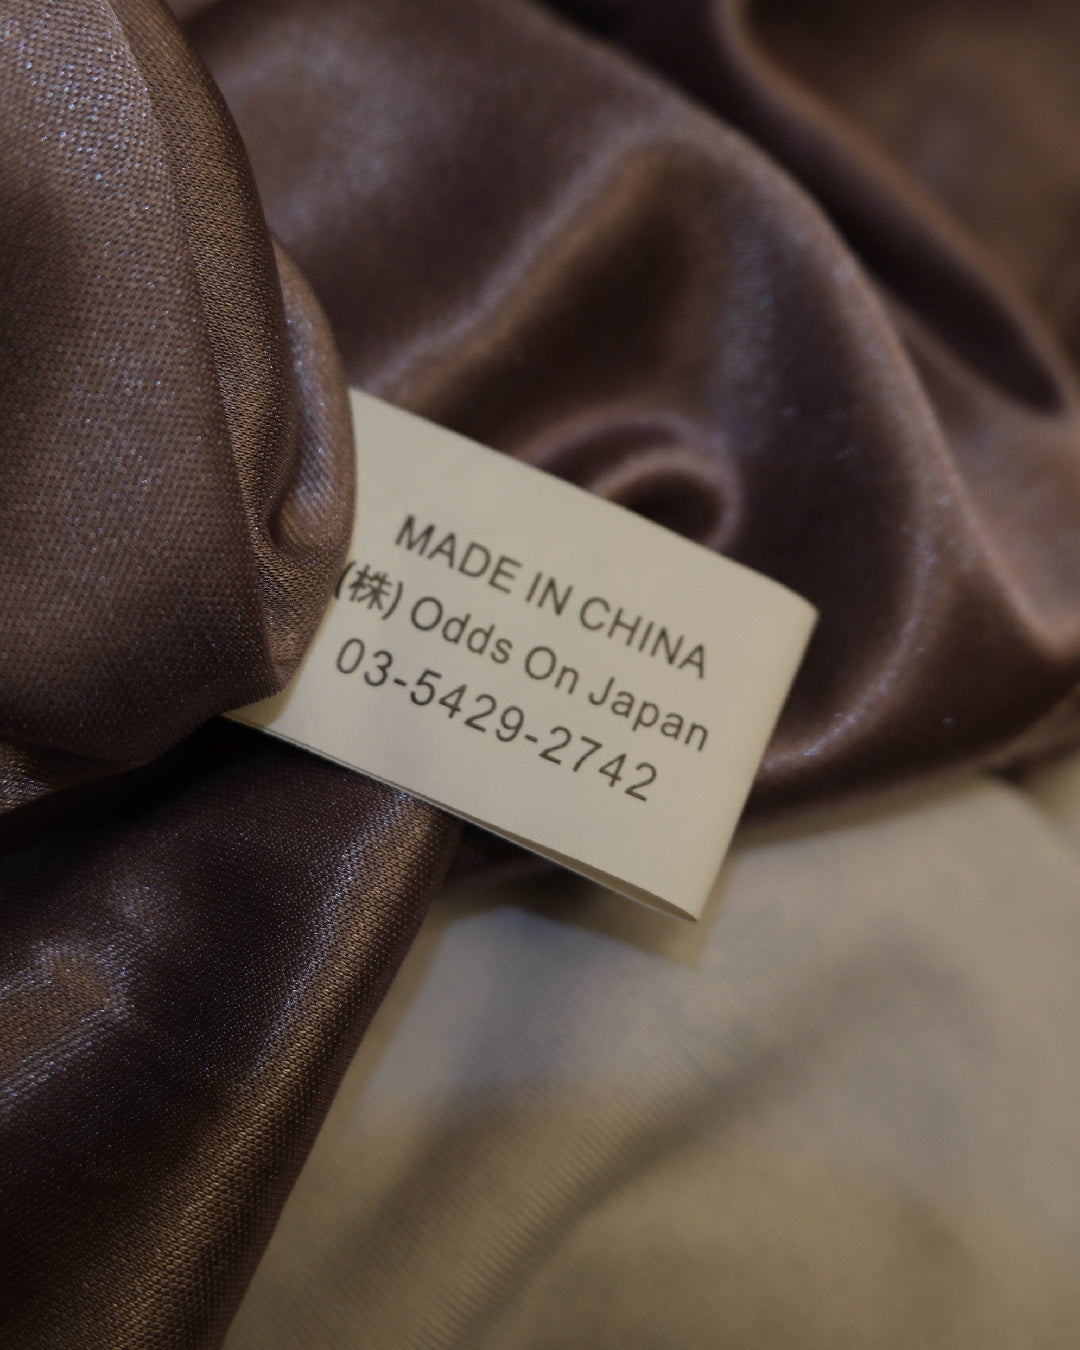 MADE IN CHINA
(株) Odds On Japan
03-5429-2742